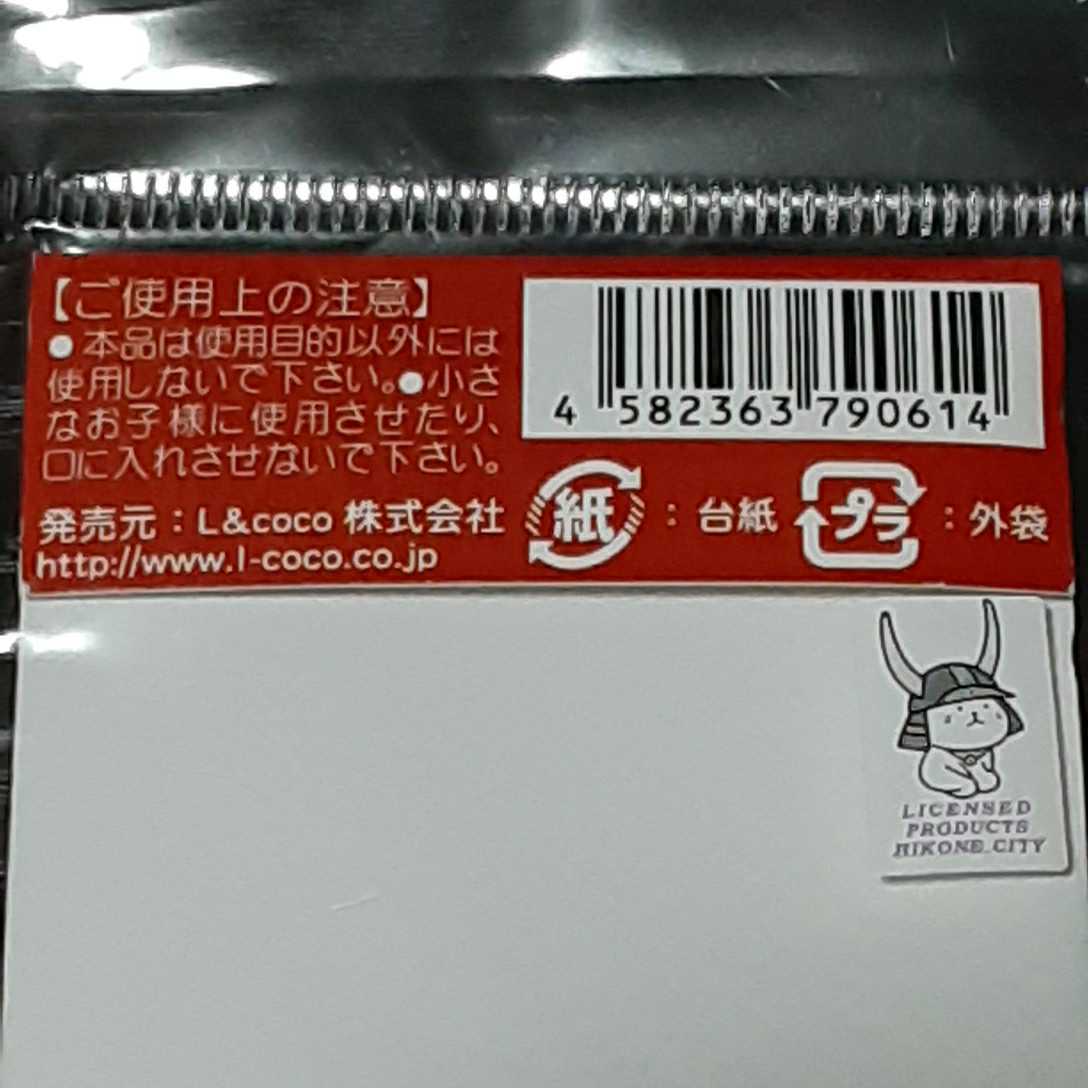 【ご使用上の注意】
●本品は使用目的以外には
使用しないで下さい。●小さ
なお子様に使用させたり、
口に入れさせないで下さい。
発売元：L&coco 株式会社
http://www.l-coco.co.jp
4 582363 790614
紙：台紙 プラ：外袋
LICENSED
PRODUCTS
HIKONE CITY